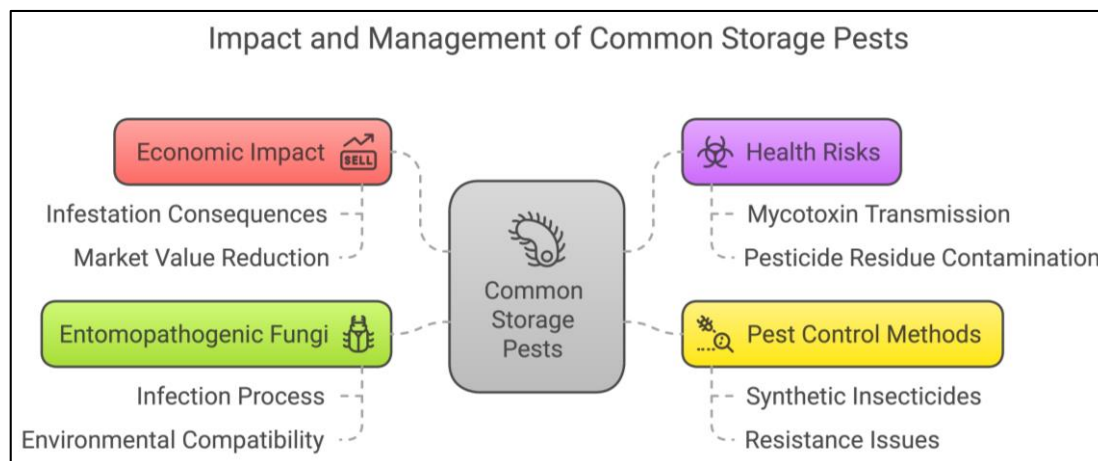 Impact and Management of Common Storage Pests
Economic Impact
SELL
Infestation Consequences
Market Value Reduction
Entomopathogenic Fungi
Infection Process
Environmental Compatibility
Common
Storage
Pests
Health Risks
Mycotoxin Transmission
Pesticide Residue Contamination
Pest Control Methods
Synthetic Insecticides
Resistance Issues